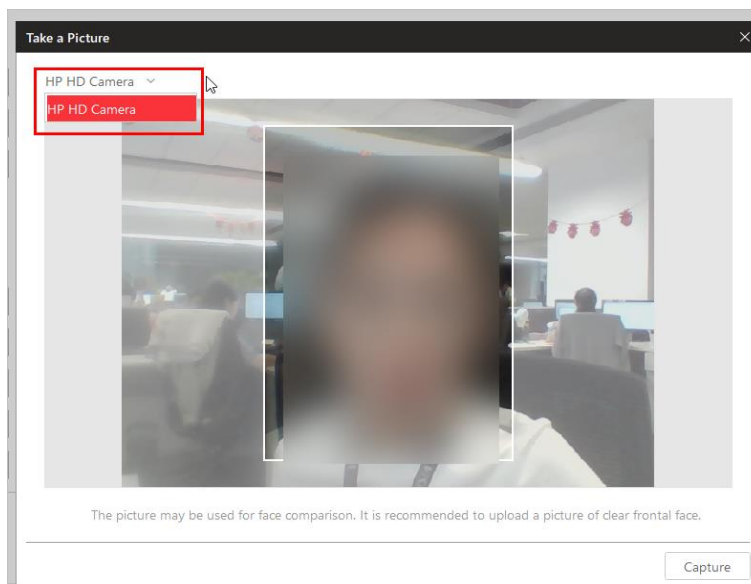 Take a Picture
HP HD Camera
HP HD Camera
The picture may be used for face comparison. It is recommended to upload a picture of clear frontal face.
Capture